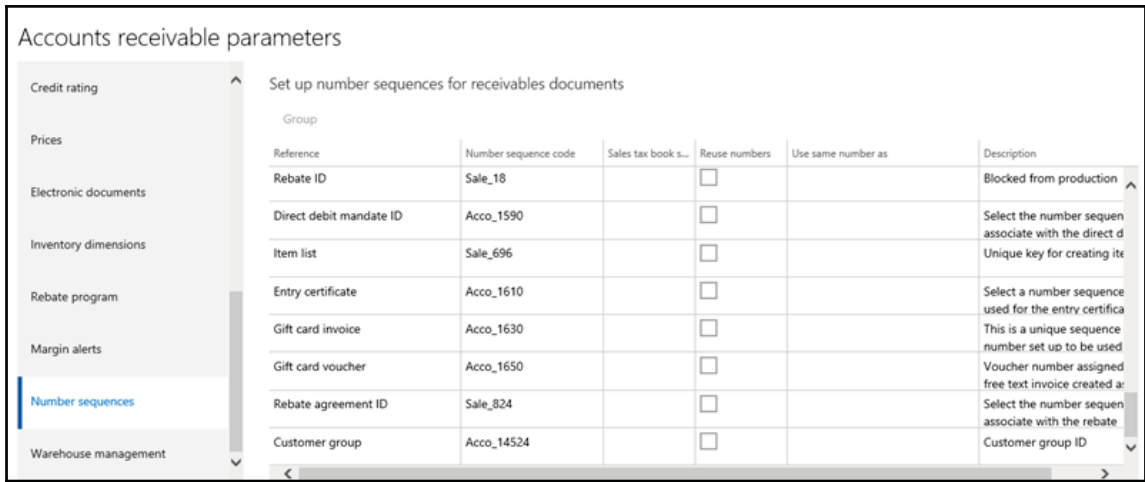 Accounts receivable parameters
Credit rating
Prices
Electronic documents
Inventory dimensions
Rebate program
Margin alerts
Number sequences
Warehouse management
Set up number sequences for receivables documents
Group
Reference Number sequence code Sales tax book s... Reuse numbers Use same number as Description
Rebate ID Sale_18 Blocked from production
Direct debit mandate ID Acco_1590 Select the number sequen
associate with the direct d
Item list Sale_696 Unique key for creating ite
Entry certificate Acco_1610 Select a number sequence
used for the entry certifica
Gift card invoice Acco_1630 This is a unique sequence
number set up to be used
Gift card voucher Acco_1650 Voucher number assigned
free text invoice created as
Rebate agreement ID Sale_824 Select the number sequen
associate with the rebate
Customer group Acco_14524 Customer group ID